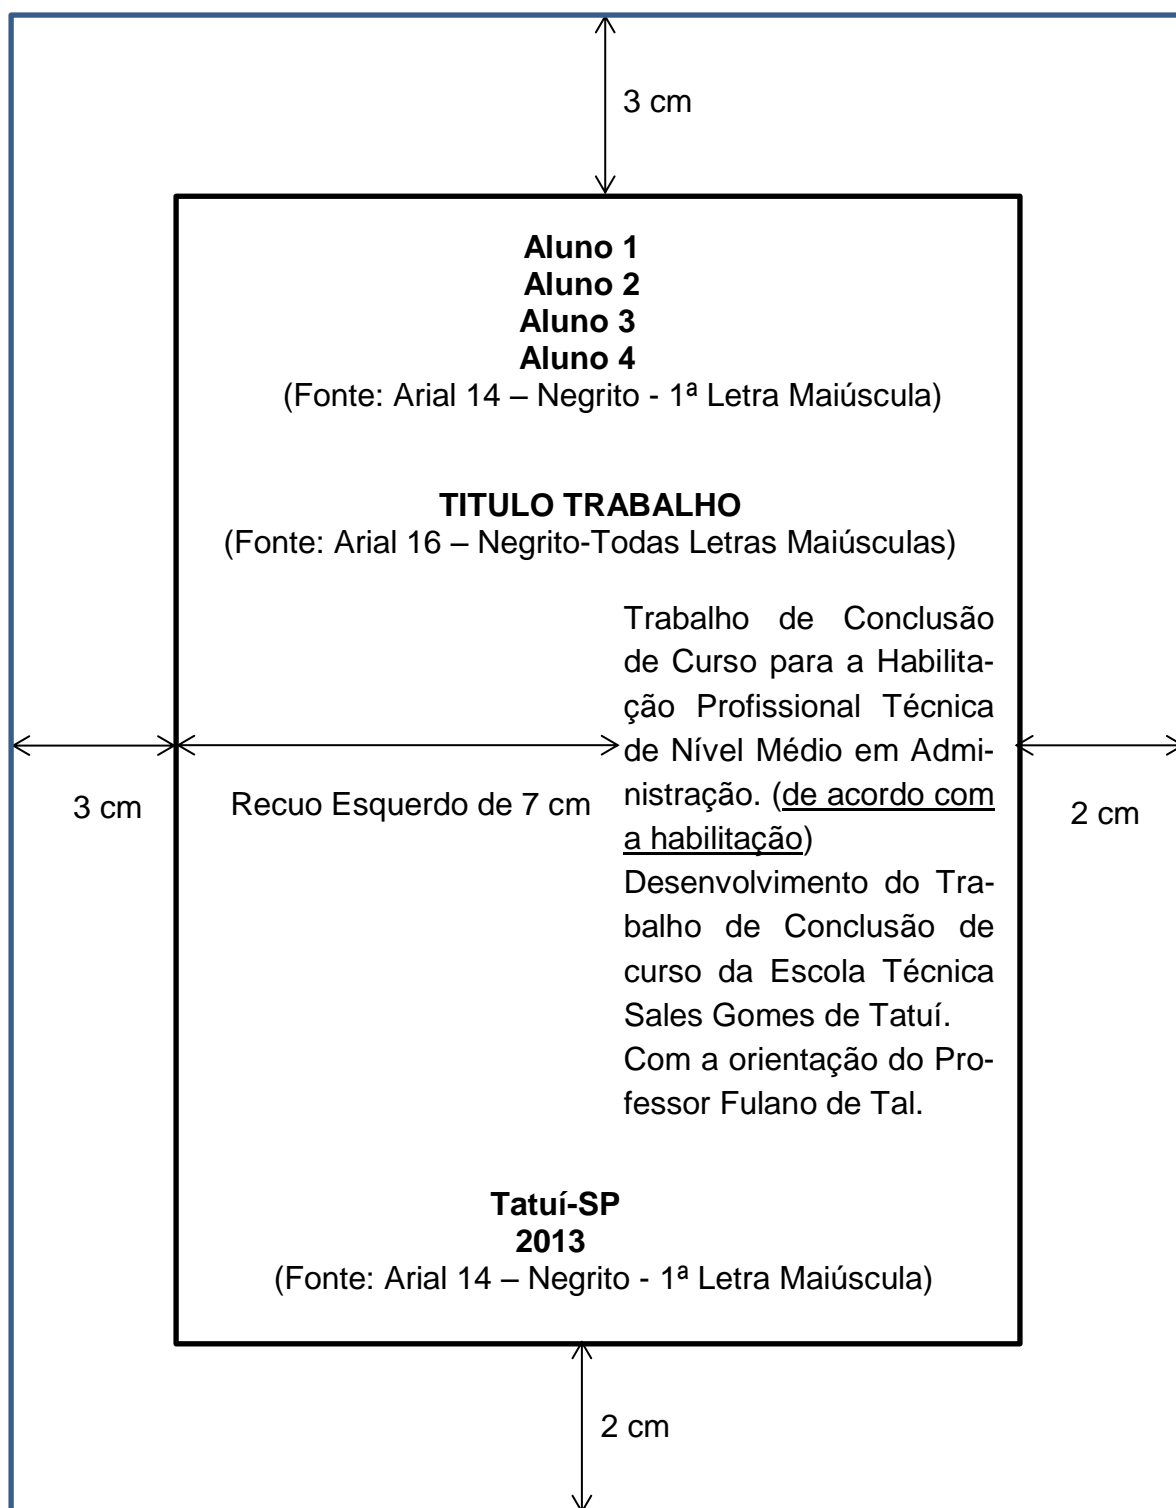 3 cm
Aluno 1
Aluno 2
Aluno 3
Aluno 4
(Fonte: Arial 14 – Negrito - 1ª Letra Maiúscula)
TITULO TRABALHO
(Fonte: Arial 16 – Negrito-Todas Letras Maiúsculas)
Trabalho de Conclusão
de Curso para a Habilita-
ção Profissional Técnica
de Nível Médio em Admi-
nistração. (de acordo com
a habilitação)
Desenvolvimento do Tra-
balho de Conclusão de
curso da Escola Técnica
Sales Gomes de Tatuí.
Com a orientação do Pro-
fessor Fulano de Tal.
3 cm
Recuo Esquerdo de 7 cm
2 cm
Tatuí-SP
2013
(Fonte: Arial 14 – Negrito - 1ª Letra Maiúscula)
2 cm